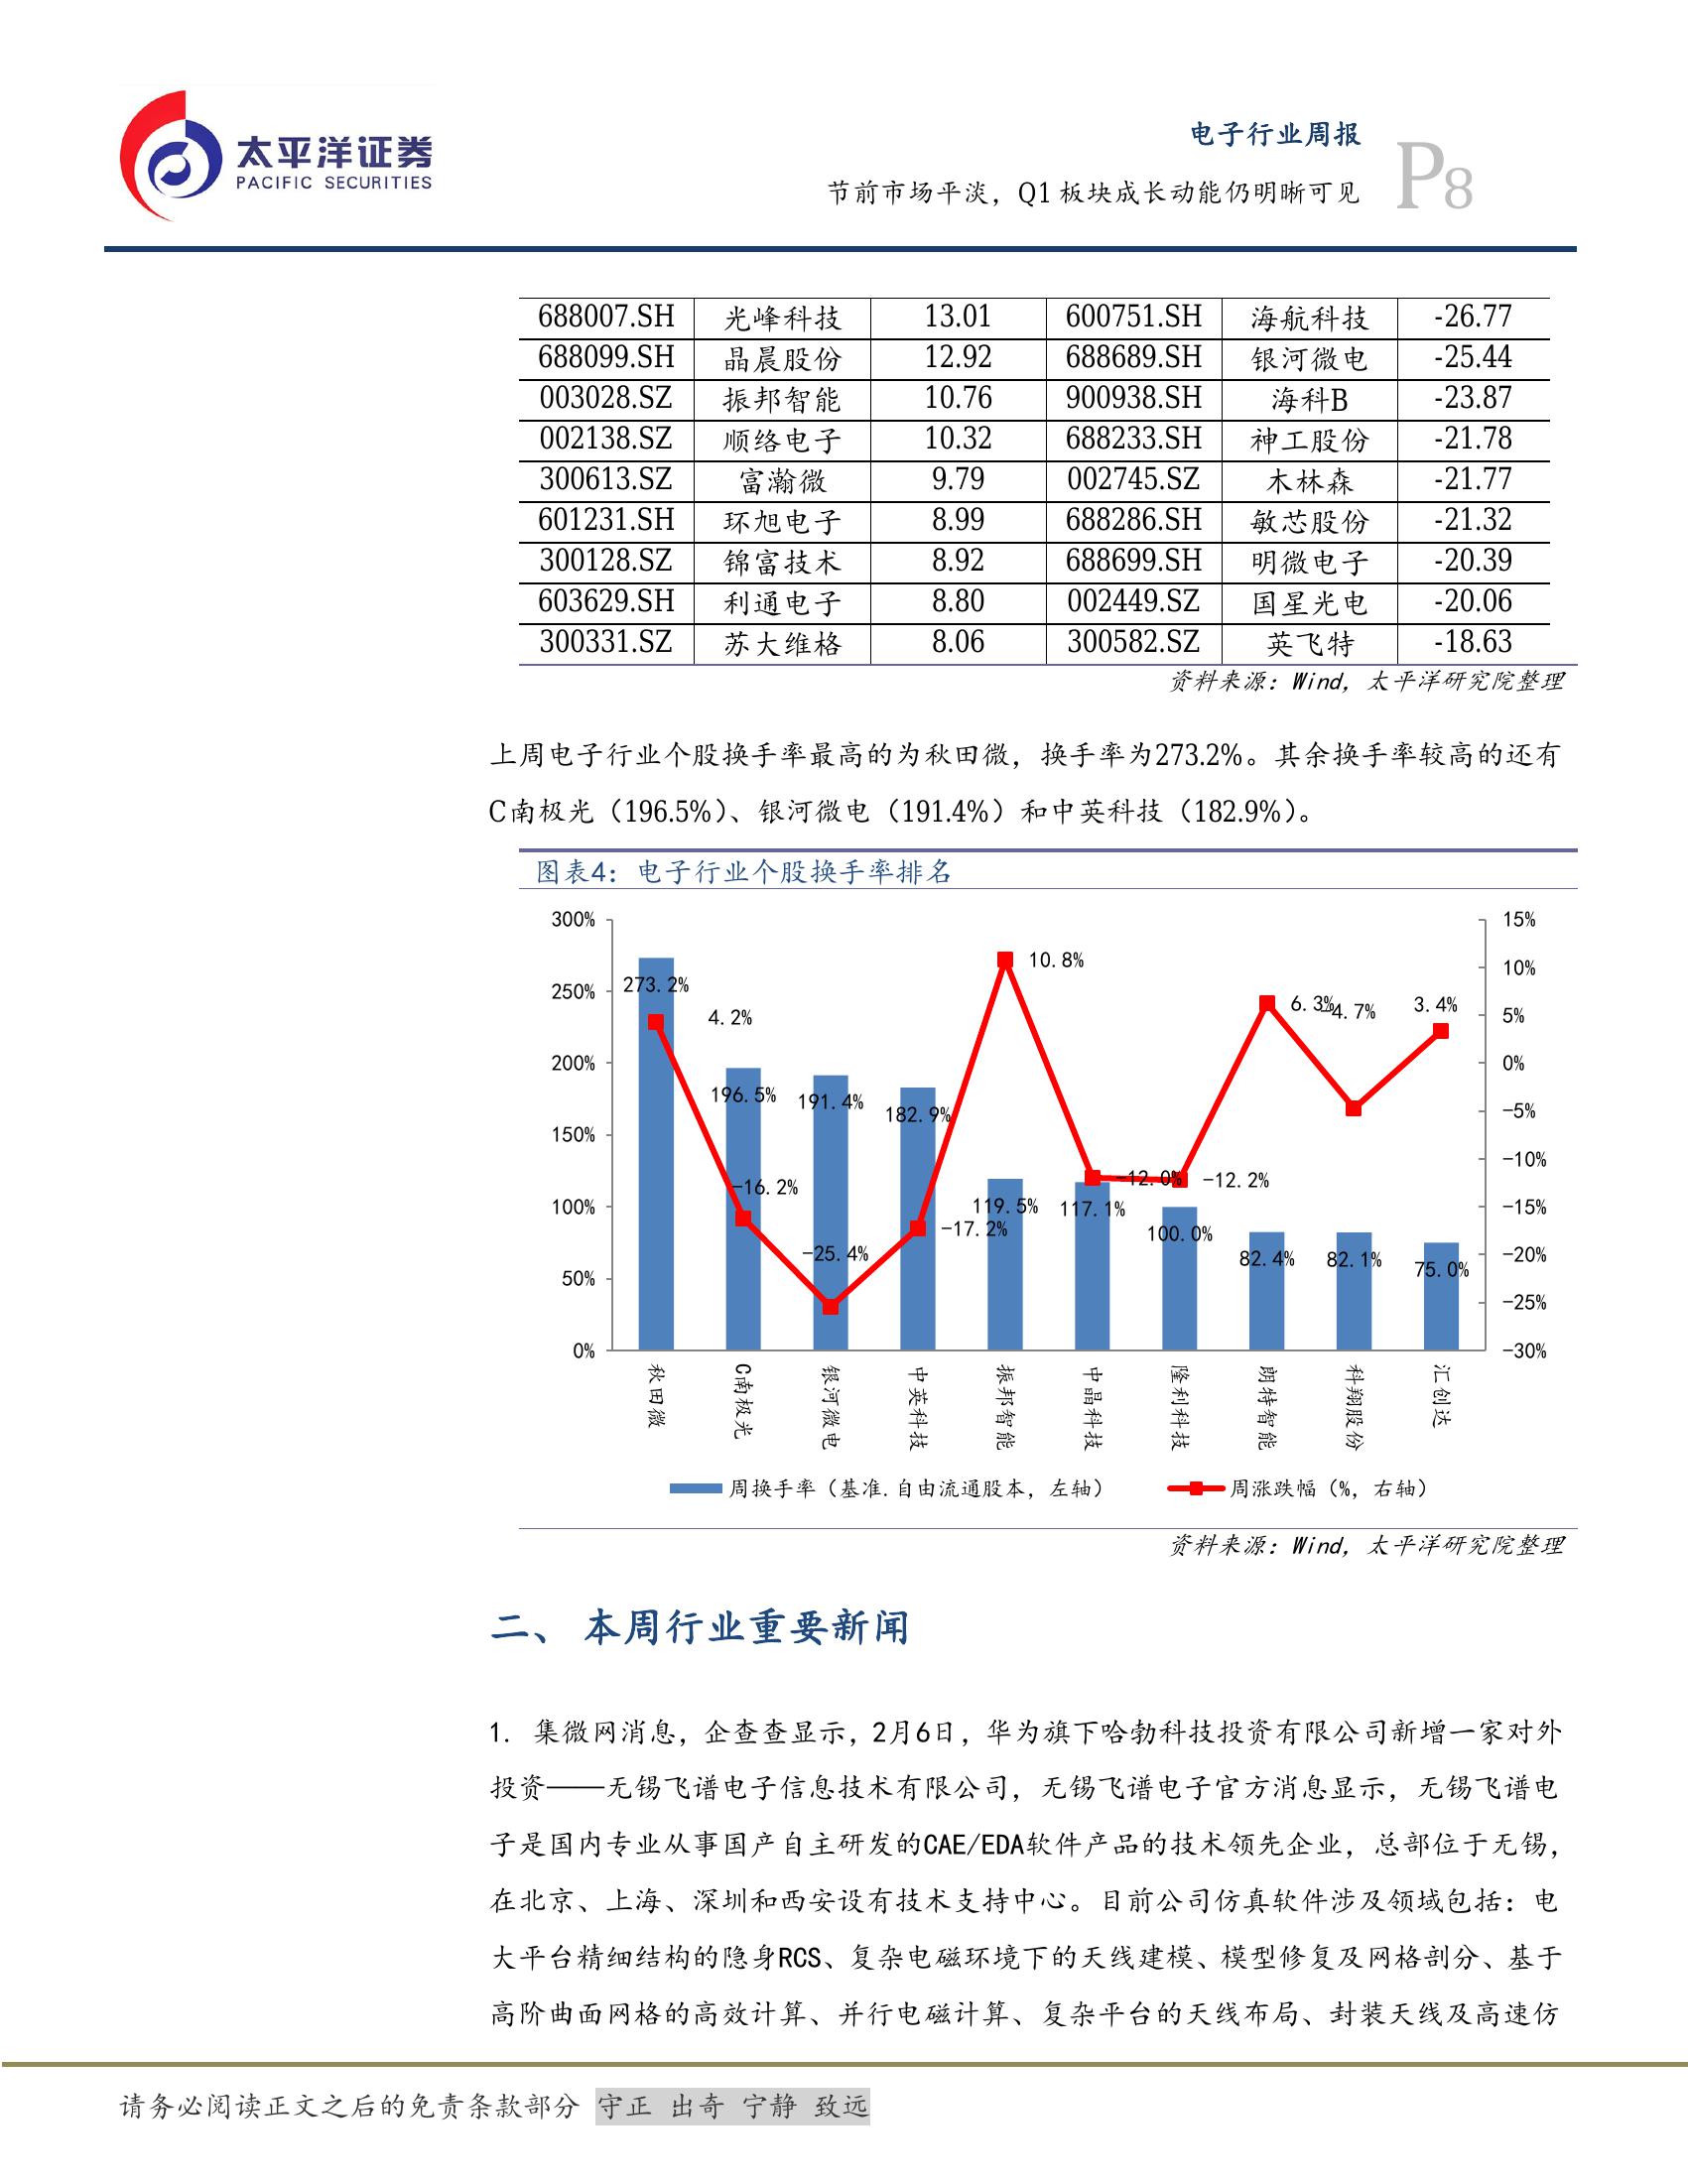 太平洋证券
PACIFIC SECURITIES
电子行业周报
节前市场平淡，Q1 板块成长动能仍明晰可见
P8
688007.SH 光峰科技 13.01 600751.SH 海航科技 -26.77
688099.SH 晶晨股份 12.92 688689.SH 银河微电 -25.44
003028.SZ 振邦智能 10.76 900938.SH 海科B -23.87
002138.SZ 顺络电子 10.32 688233.SH 神工股份 -21.78
300613.SZ 富瀚微 9.79 002745.SZ 木林森 -21.77
601231.SH 环旭电子 8.99 688286.SH 敏芯股份 -21.32
300128.SZ 锦富技术 8.92 688699.SH 明微电子 -20.39
603629.SH 利通电子 8.80 002449.SZ 国星光电 -20.06
300331.SZ 苏大维格 8.06 300582.SZ 英飞特 -18.63
资料来源：Wind，太平洋研究院整理
上周电子行业个股换手率最高的为秋田微，换手率为273.2%。其余换手率较高的还有
C南极光（196.5%）、银河微电（191.4%）和中英科技（182.9%）。
图表4：电子行业个股换手率排名
300% 250% 200% 150% 100% 50% 0%
273.2% 196.5% 191.4% 182.9% 119.5% 117.1% 100.0% 82.4% 82.1% 75.0%
4.2% -16.2% -25.4% -17.2% 10.8% -12.0% -12.2% 6.3% -4.7% 3.4%
15% 10% 5% 0% -5% -10% -15% -20% -25% -30%
秋田微 C南极光 银河微电 中英科技 振邦智能 中晶科技 隆利科技 朗特智能 科翔股份 汇创达
周换手率（基准.自由流通股本，左轴） 周涨跌幅（%，右轴）
资料来源：Wind，太平洋研究院整理
二、 本周行业重要新闻
1. 集微网消息，企查查显示，2月6日，华为旗下哈勃科技投资有限公司新增一家对外
投资——无锡飞谱电子信息技术有限公司，无锡飞谱电子官方消息显示，无锡飞谱电
子是国内专业从事国产自主研发的CAE/EDA软件产品的技术领先企业，总部位于无锡，
在北京、上海、深圳和西安设有技术支持中心。目前公司仿真软件涉及领域包括：电
大平台精细结构的隐身RCS、复杂电磁环境下的天线建模、模型修复及网格剖分、基于
高阶曲面网格的高效计算、并行电磁计算、复杂平台的天线布局、封装天线及高速仿
请务必阅读正文之后的免责条款部分 守正 出奇 宁静 致远